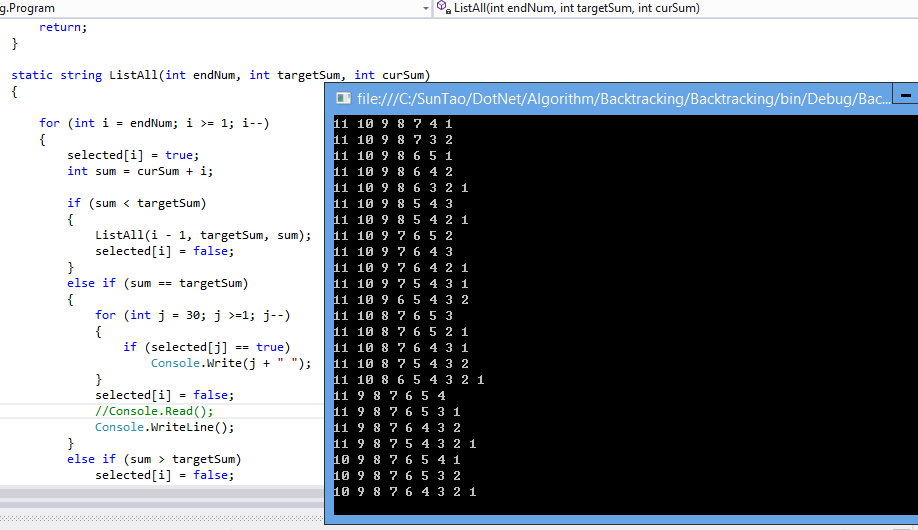 g.Program
ListAll(int endNum, int targetSum, int curSum)
return;
}
static string ListAll(int endNum, int targetSum, int curSum)
{
for (int i = endNum; i >= 1; i--)
{
selected[i] = true;
int sum = curSum + i;
if (sum < targetSum)
{
ListAll(i - 1, targetSum, sum);
selected[i] = false;
}
else if (sum == targetSum)
{
for (int j = 30; j >=1; j--)
{
if (selected[j] == true)
Console.Write(j + " ");
}
selected[i] = false;
//Console.Read();
Console.WriteLine();
}
else if (sum > targetSum)
selected[i] = false;
file:///C:/SunTao/DotNet/Algorithm/Backtracking/Backtracking/bin/Debug/Bac...
11 10 9 8 7 4 1
11 10 9 8 7 3 2
11 10 9 8 6 5 1
11 10 9 8 6 4 2
11 10 9 8 6 3 2 1
11 10 9 8 5 4 3
11 10 9 8 5 4 2 1
11 10 9 7 6 5 2
11 10 9 7 6 4 3
11 10 9 7 6 4 2 1
11 10 9 7 5 4 3 1
11 10 9 6 5 4 3 2
11 10 8 7 6 5 3
11 10 8 7 6 5 2 1
11 10 8 7 6 4 3 1
11 10 8 7 5 4 3 2
11 10 8 6 5 4 3 2 1
11 9 8 7 6 5 4
11 9 8 7 6 5 3 1
11 9 8 7 6 4 3 2
11 9 8 7 5 4 3 2 1
10 9 8 7 6 5 4 1
10 9 8 7 6 5 3 2
10 9 8 7 6 4 3 2 1